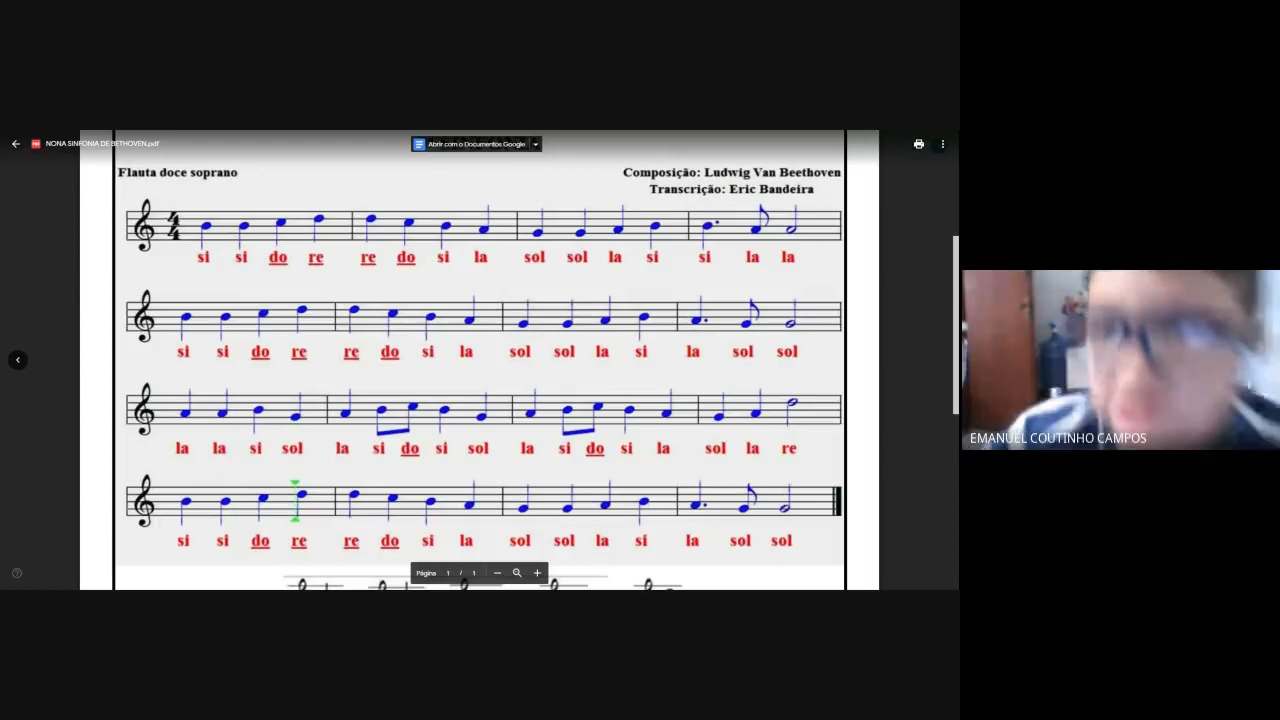 NONA SINFONIA DE BETHOVEN.pdf
Abrir com o Documentos Google
Flauta doce soprano
Composição: Ludwig Van Beethoven
Transcrição: Eric Bandeira
si si do re re do si la sol sol la si si la la
si si do re re do si la sol sol la si la sol sol
la la si sol la si do si sol la si do si la sol la re
si si do re re do si la sol sol la si la sol sol
Página 1 / 1
EMANUEL COUTINHO CAMPOS